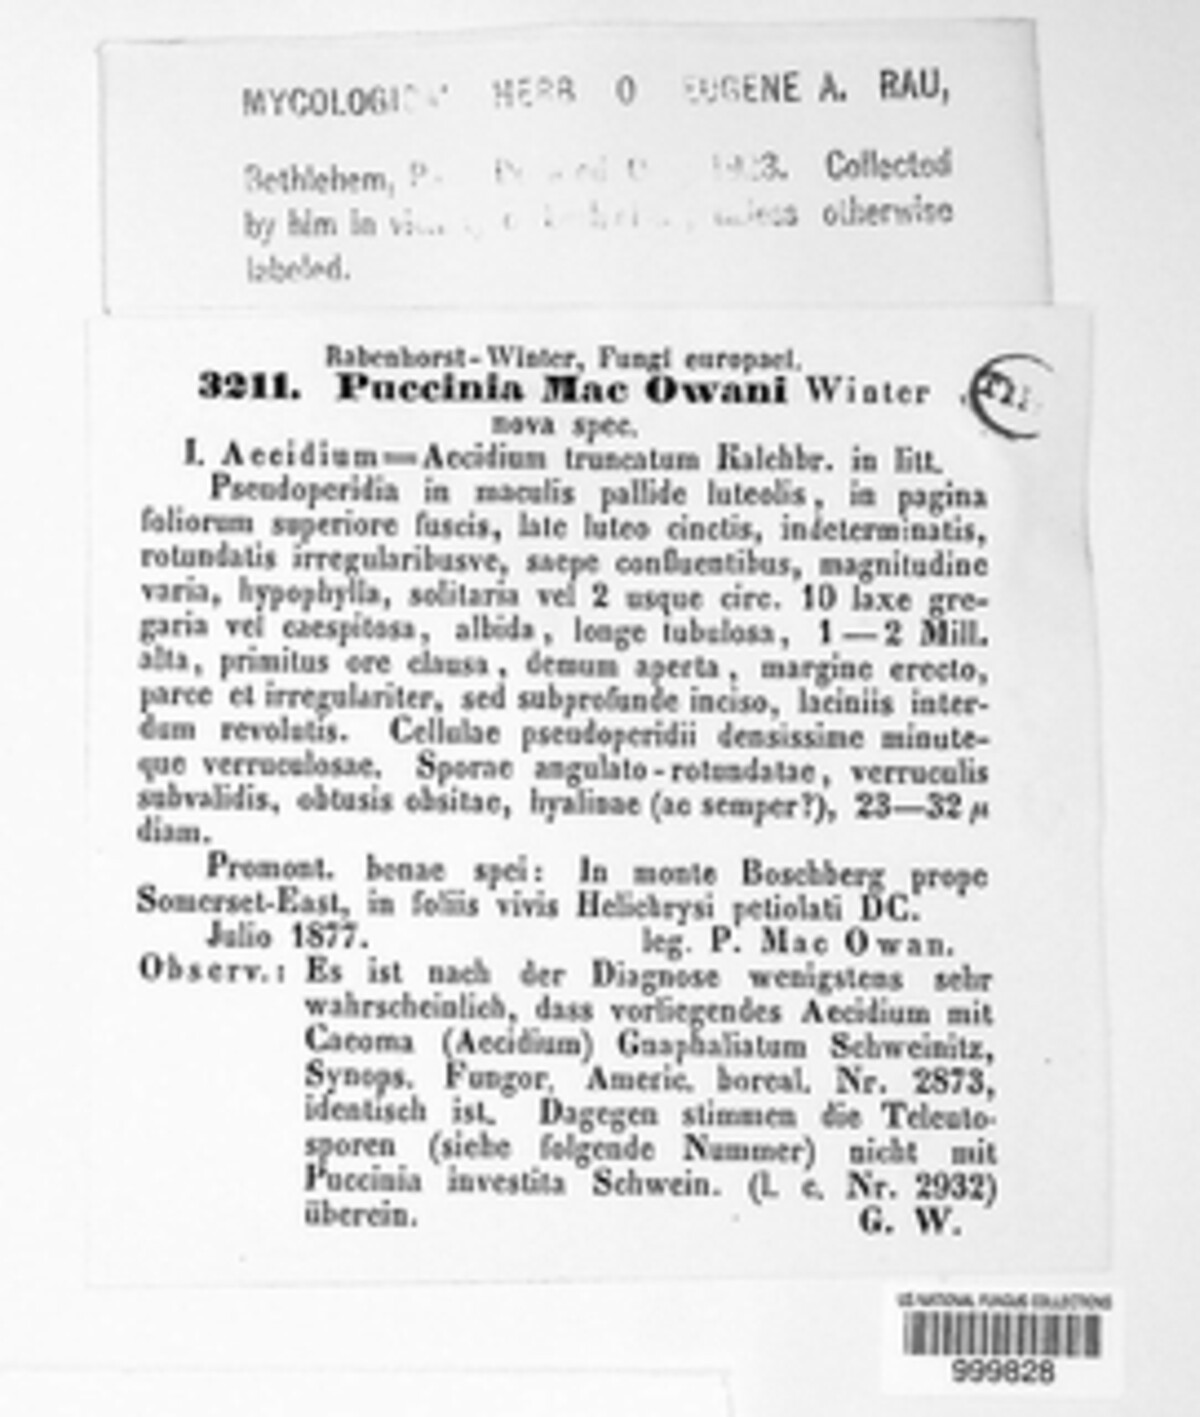 MYCOLOGICAL HERB O EUGENE A. RAU,
Bethlehem, 1923. Collected
by him in unless otherwise
labeled.
Rabenhorst-Winter, Fungi europaei.
3211. Puccinia Mac Owani Winter
nova spec.
I. Aecidium=Aecidium truncatum Kalchbr. in litt.
Pseudoperidia in maculis pallide luteolis, in pagina
foliorum superiore fuscis, late luteo cinctis, indeterminatis,
rotundatis irregularibusve, saepe confluentibus, magnitudine
varia, hypophylla, solitaria vel 2 usque circ. 10 laxe gre-
garia vel caespitosa, albida, longe tubulosa, 1—2 Mill.
alta, primitus ore clausa, demum aperta, margine erecto,
parce et irregulariter, sed subprofunde inciso, laciniis inter-
dum revolutis. Cellulae pseudoperidii densissime minute-
que verruculosae. Sporae angulato-rotundatae, verruculis
subvalidis, obtusis obsitae, hyalinae (ac semper?), 23—32 µ
diam.
Promont. bonae spei: In monte Boschberg prope
Somerset-East, in foliis vivis Helichrysi petiolati DC.
Julio 1877. leg. P. Mac Owan.
Observ.: Es ist nach der Diagnose wenigstens sehr
wahrscheinlich, dass vorliegendes Aecidium mit
Caeoma (Aecidium) Gnaphaliatum Schweinitz,
Synops. Fungor. Americ. boreal. Nr. 2873,
identisch ist. Dagegen stimmen die Teleuto-
sporen (siehe folgende Nummer) nicht mit
Puccinia investita Schwein. (l. c. Nr. 2932)
überein. G. W.
US NATIONAL FUNGUS COLLECTIONS
999828